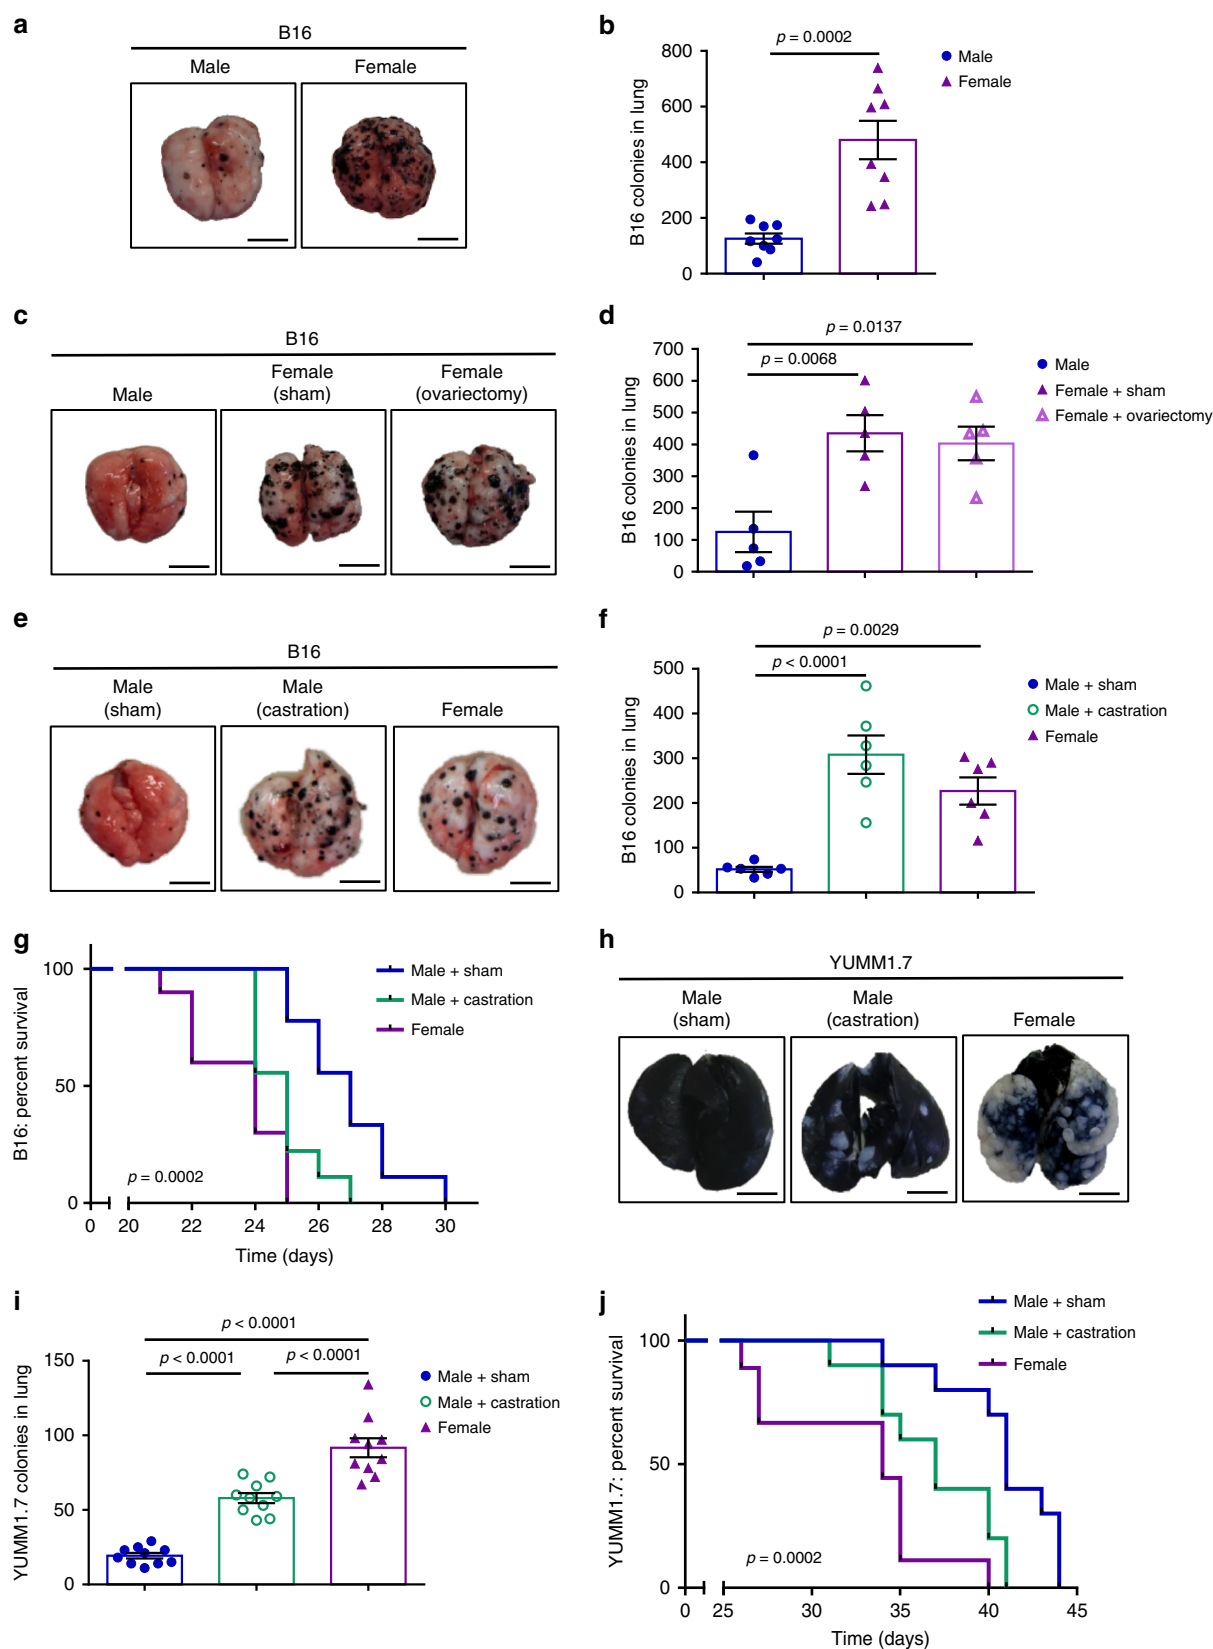 a
B16
Male Female
b
p = 0.0002
800
600
400
200
0
B16 colonies in lung
Male
Female
c
B16
Male
Female
(sham)
Female
(ovariectomy)
d
p = 0.0137
p = 0.0068
700
600
500
400
300
200
100
0
B16 colonies in lung
Male
Female + sham
Female + ovariectomy
e
B16
Male
(sham)
Male
(castration)
Female
f
p = 0.0029
p < 0.0001
500
400
300
200
100
0
B16 colonies in lung
Male + sham
Male + castration
Female
g
100
50
0
B16: percent survival
Male + sham
Male + castration
Female
p = 0.0002
0 20 22 24 26 28 30
Time (days)
h
YUMM1.7
Male
(sham)
Male
(castration)
Female
i
p < 0.0001
p < 0.0001 p < 0.0001
150
100
50
0
YUMM1.7 colonies in lung
Male + sham
Male + castration
Female
j
Male + sham
Male + castration
Female
100
50
0
YUMM1.7: percent survival
p = 0.0002
0 25 30 35 40 45
Time (days)